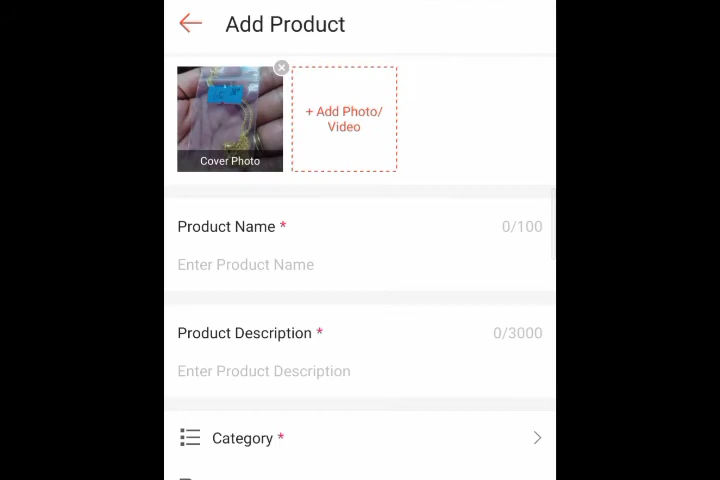 Add Product
+ Add Photo/
Video
Cover Photo
Product Name *
0/100
Enter Product Name
Product Description *
0/3000
Enter Product Description
Category *